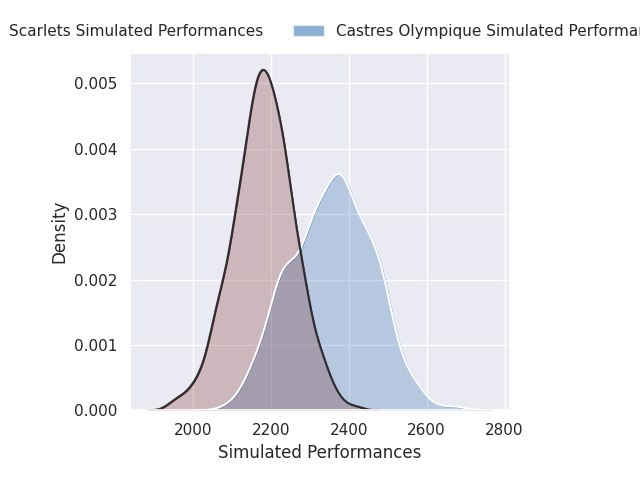 Scarlets Simulated Performances
Castres Olympique Simulated
0.005
0.004
0.003
0.002
0.001
0.000
Density
2000 2200 2400 2600 2800
Simulated Performances